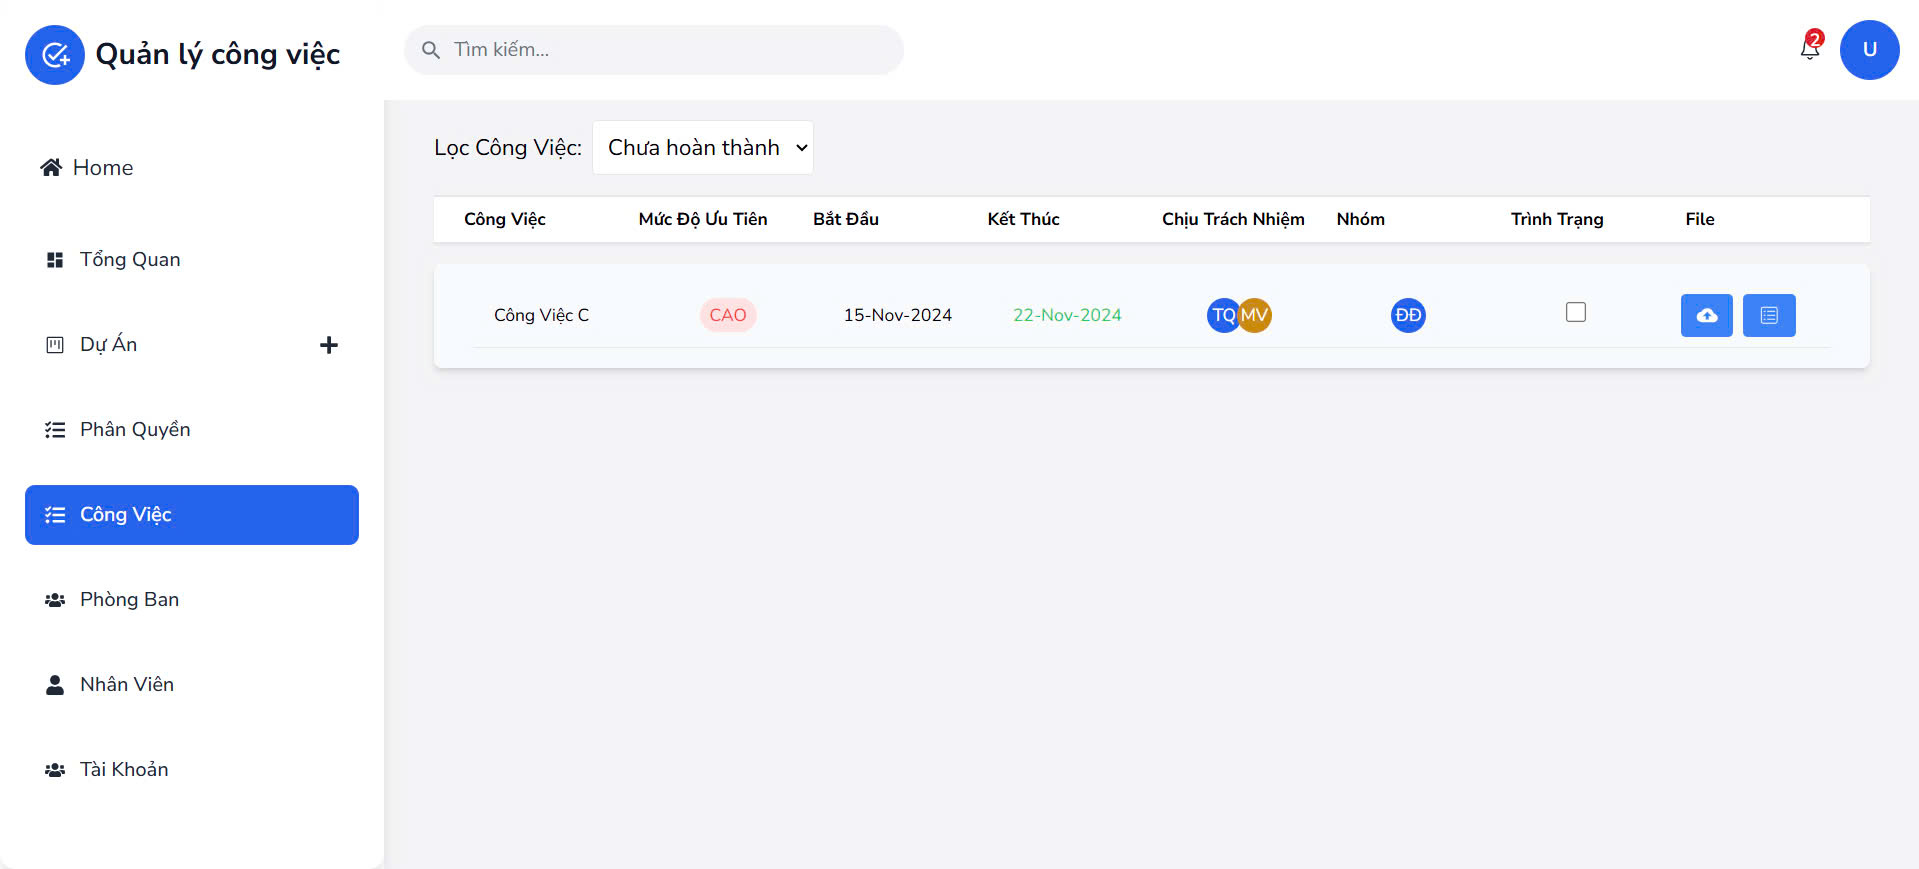 Quản lý công việc
Tìm kiếm...
2
U
Home
Tổng Quan
Dự Án
Phân Quyền
Công Việc
Phòng Ban
Nhân Viên
Tài Khoản
Lọc Công Việc: Chưa hoàn thành
Công Việc Mức Độ Ưu Tiên Bắt Đầu Kết Thúc Chịu Trách Nhiệm Nhóm Trình Trạng File
Công Việc C CAO 15-Nov-2024 22-Nov-2024 TQ MV ĐĐ